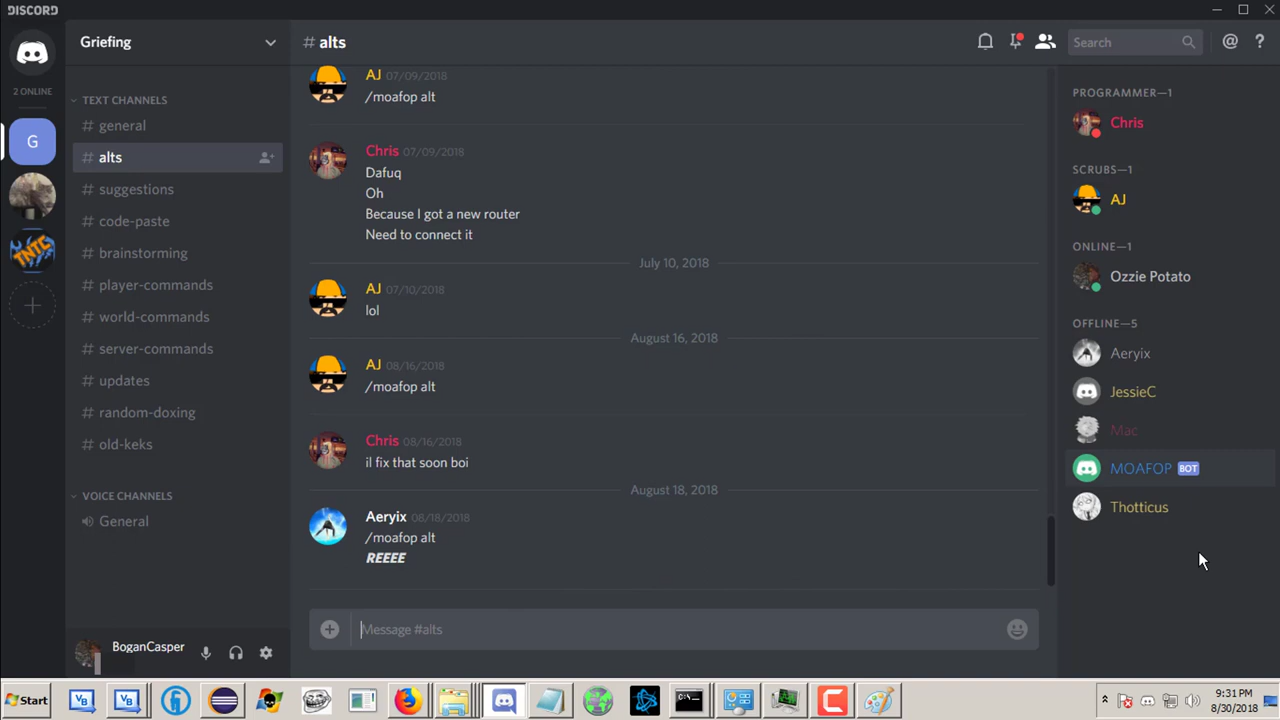 DISCORD
2 ONLINE
G
TNTC
Griefing
TEXT CHANNELS
# general
# alts
# suggestions
# code-paste
# brainstorming
# player-commands
# world-commands
# server-commands
# updates
# random-doxing
# old-keks
VOICE CHANNELS
General
BoganCasper
# alts
Search
@
?
AJ 07/09/2018
/moafop alt
Chris 07/09/2018
Dafuq
Oh
Because I got a new router
Need to connect it
July 10, 2018
AJ 07/10/2018
lol
August 16, 2018
AJ 08/16/2018
/moafop alt
Chris 08/16/2018
il fix that soon boi
August 18, 2018
Aeryix 08/18/2018
/moafop alt
REEEE
Message #alts
PROGRAMMER—1
Chris
SCRUBS—1
AJ
ONLINE—1
Ozzie Potato
OFFLINE—5
Aeryix
JessieC
Mac
MOAFOP BOT
Thotticus
Start
9:31 PM
8/30/2018